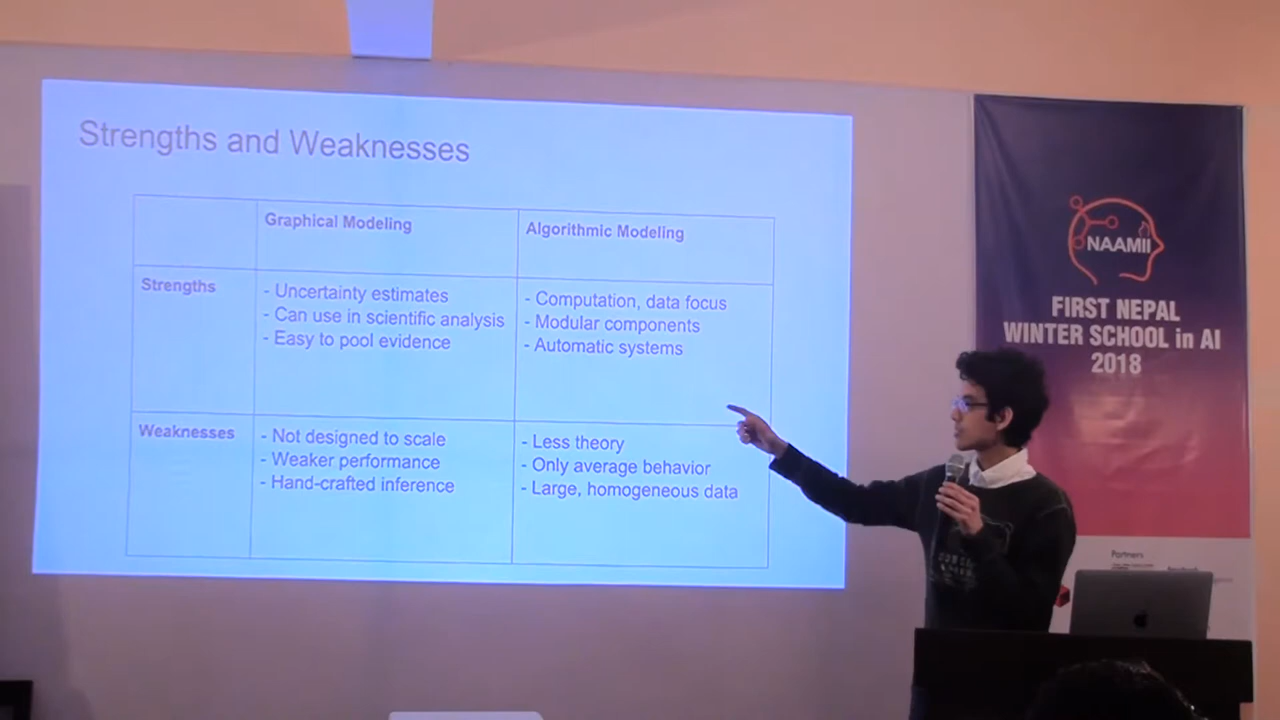 Strengths and Weaknesses
Graphical Modeling
Algorithmic Modeling
Strengths
- Uncertainty estimates
- Can use in scientific analysis
- Easy to pool evidence
- Computation, data focus
- Modular components
- Automatic systems
Weaknesses
- Not designed to scale
- Weaker performance
- Hand-crafted inference
- Less theory
- Only average behavior
- Large, homogeneous data
NAAMII
FIRST NEPAL
WINTER SCHOOL in AI
2018
Partners